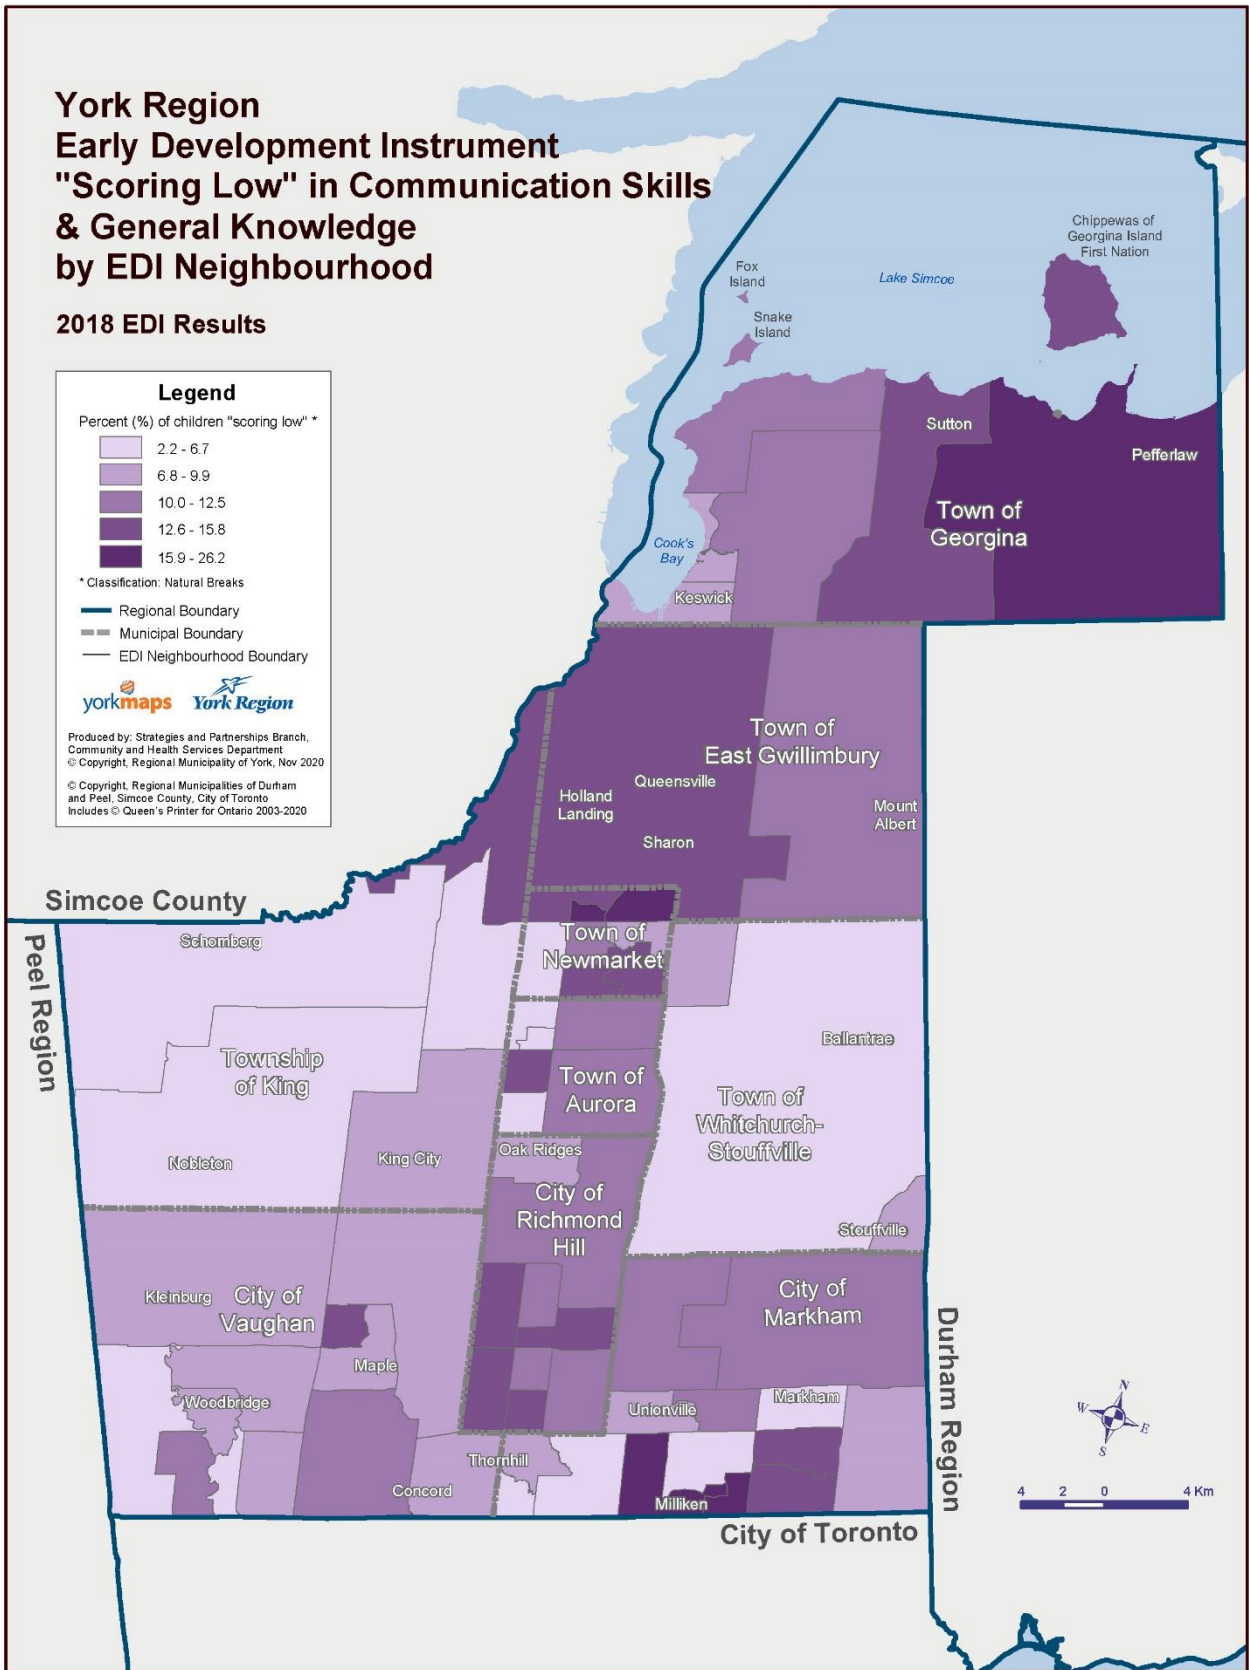 York Region
Early Development Instrument
"Scoring Low" in Communication Skills
& General Knowledge
by EDI Neighbourhood
2018 EDI Results
Legend
Percent (%) of children "scoring low" *
2.2 - 6.7
6.8 - 9.9
10.0 - 12.5
12.6 - 15.8
15.9 - 26.2
* Classification: Natural Breaks
Regional Boundary
Municipal Boundary
EDI Neighbourhood Boundary
yorkmaps
York Region
Produced by: Strategies and Partnerships Branch,
Community and Health Services Department
© Copyright, Regional Municipality of York, Nov 2020
© Copyright, Regional Municipalities of Durham
and Peel, Simcoe County, City of Toronto
Includes © Queen's Printer for Ontario 2003-2020
Chippewas of
Georgina Island
First Nation
Fox
Island
Lake Simcoe
Snake
Island
Sutton
Pefferlaw
Town of
Georgina
Cook's
Bay
Keswick
Town of
East Gwillimbury
Queensville
Holland
Landing
Mount
Albert
Sharon
Simcoe County
Peel Region
Schomberg
Town of
Newmarket
Ballantrae
Township
of King
Town of
Aurora
Town of
Whitchurch-
Stouffville
Nobleton
King City
Oak Ridges
City of
Richmond
Hill
Stouffville
Kleinburg
City of
Vaughan
City of
Markham
Durham Region
Maple
Woodbridge
Unionville
Markham
Thornhill
Concord
Milliken
City of Toronto
N
W
E
S
4 2 0 4 Km